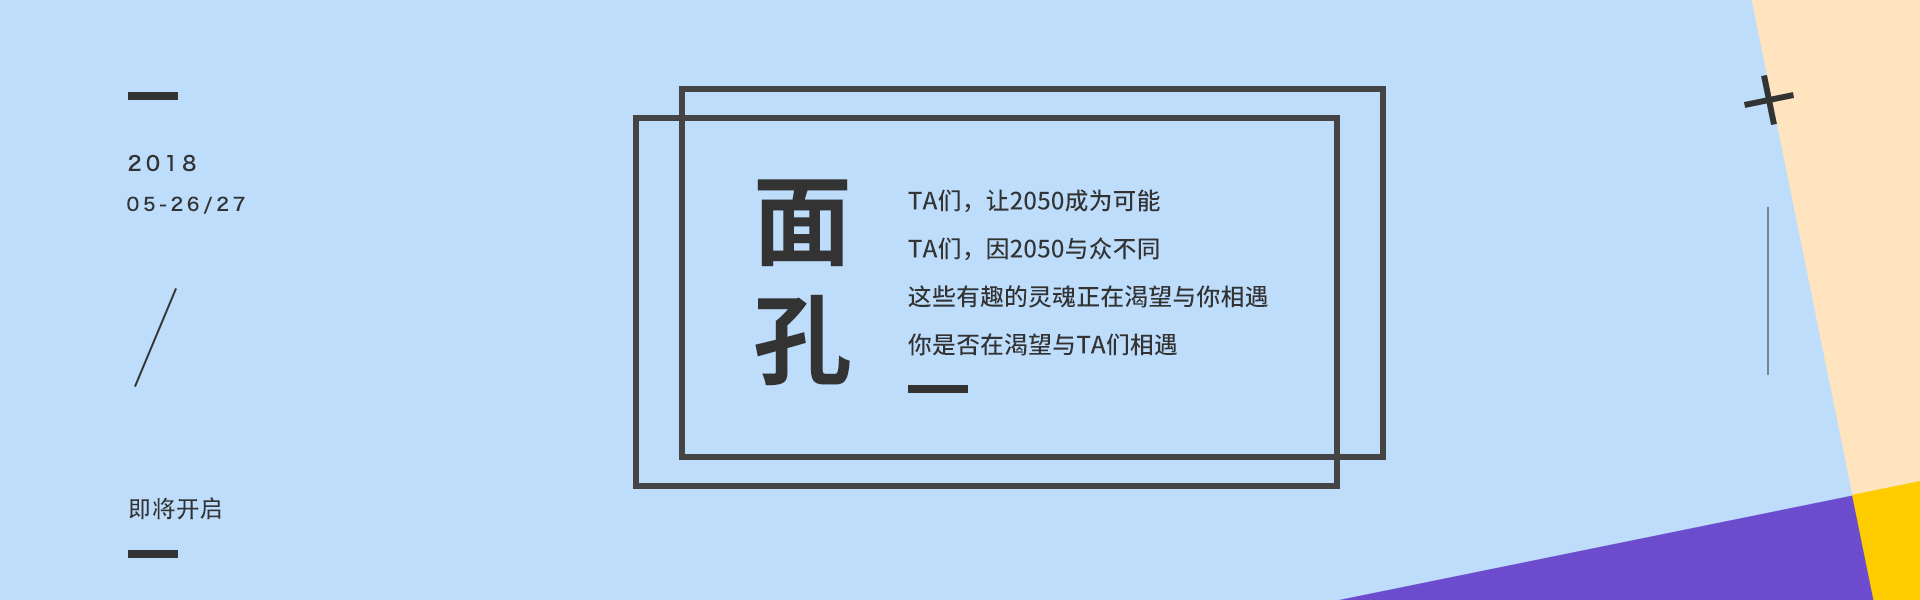 2018
05-26/27
即将开启
面孔
TA们，让2050成为可能
TA们，因2050与众不同
这些有趣的灵魂正在渴望与你相遇
你是否在渴望与TA们相遇